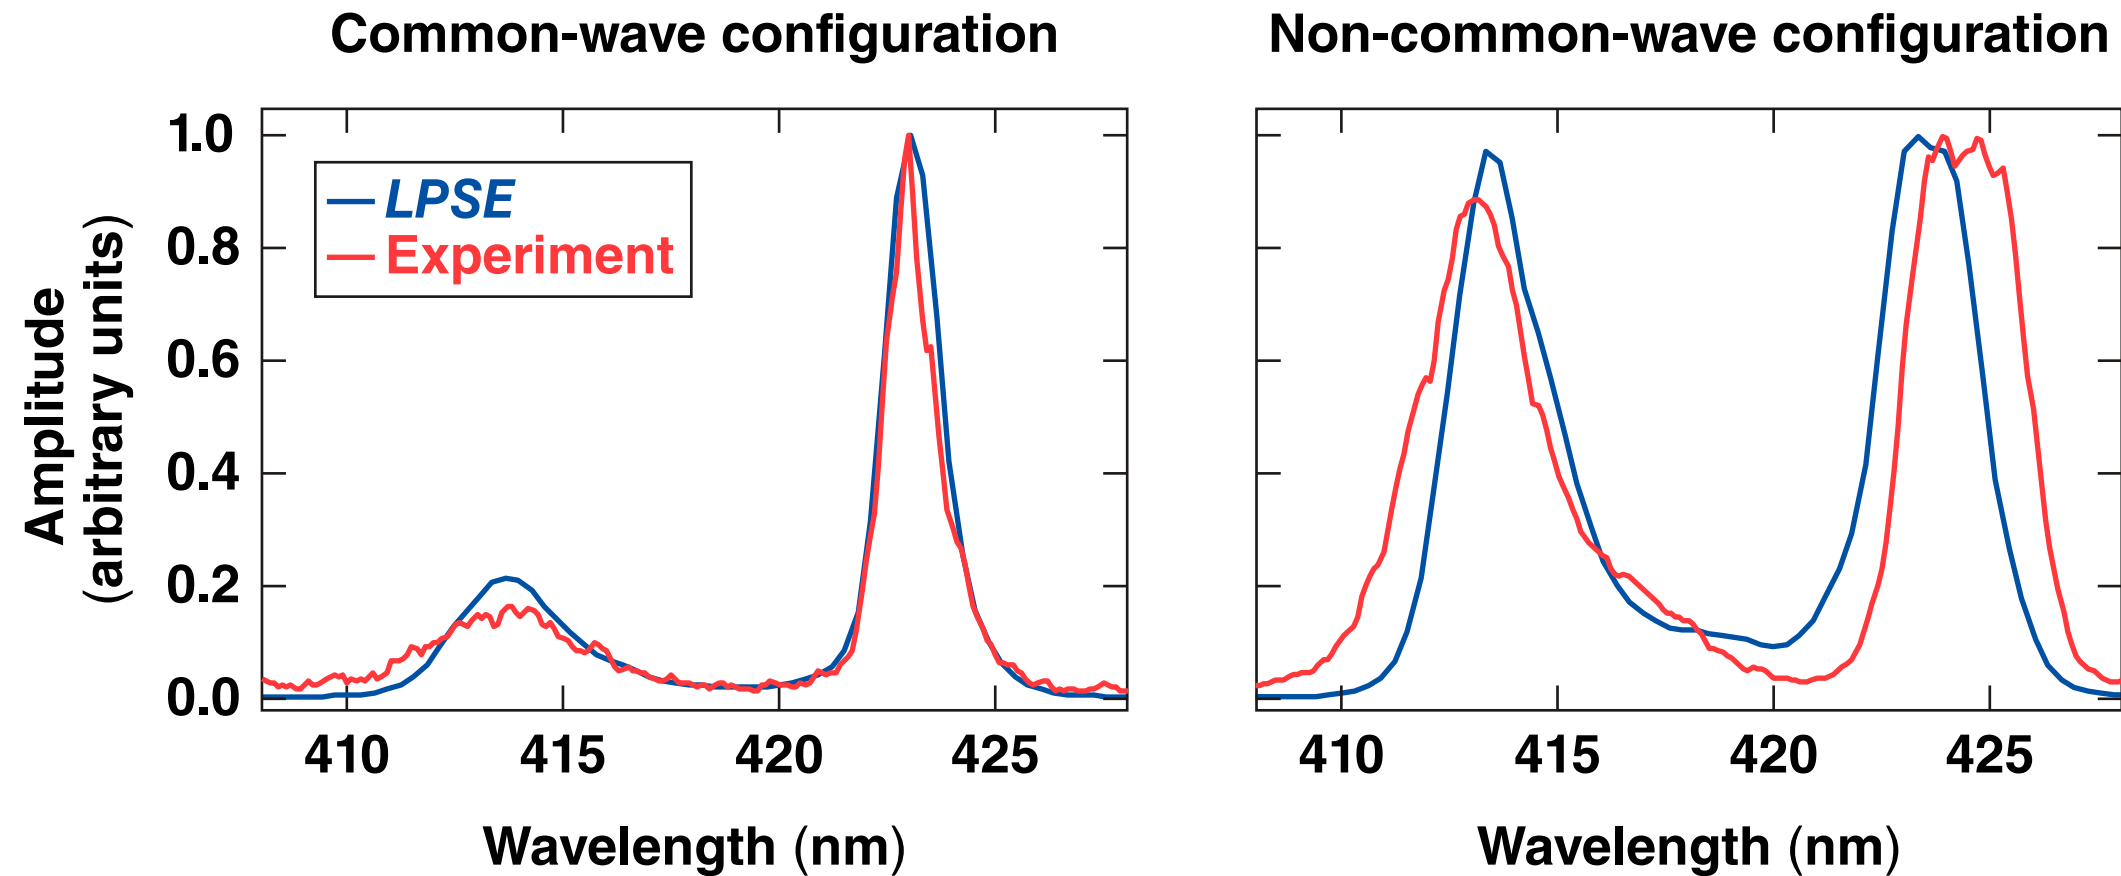 Common-wave configuration
Non-common-wave configuration
Amplitude
(arbitrary units)
1.0
0.8
0.6
0.4
0.2
0.0
LPSE
Experiment
410 415 420 425
410 415 420 425
Wavelength (nm)
Wavelength (nm)